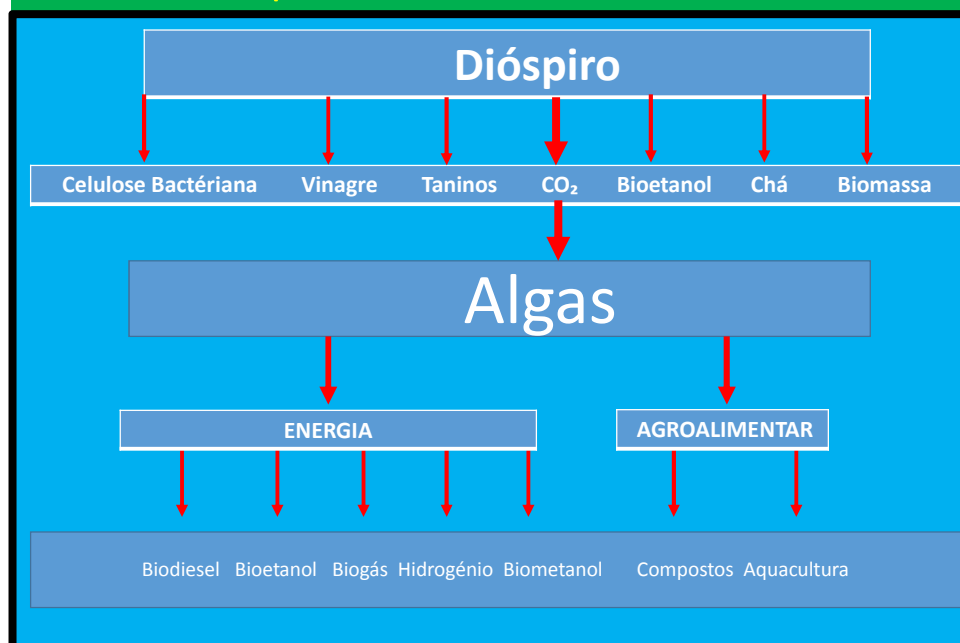 Dióspiro
Celulose Bactériana Vinagre Taninos CO₂ Bioetanol Chá Biomassa
Algas
ENERGIA AGROALIMENTAR
Biodiesel Bioetanol Biogás Hidrogénio Biometanol Compostos Aquacultura